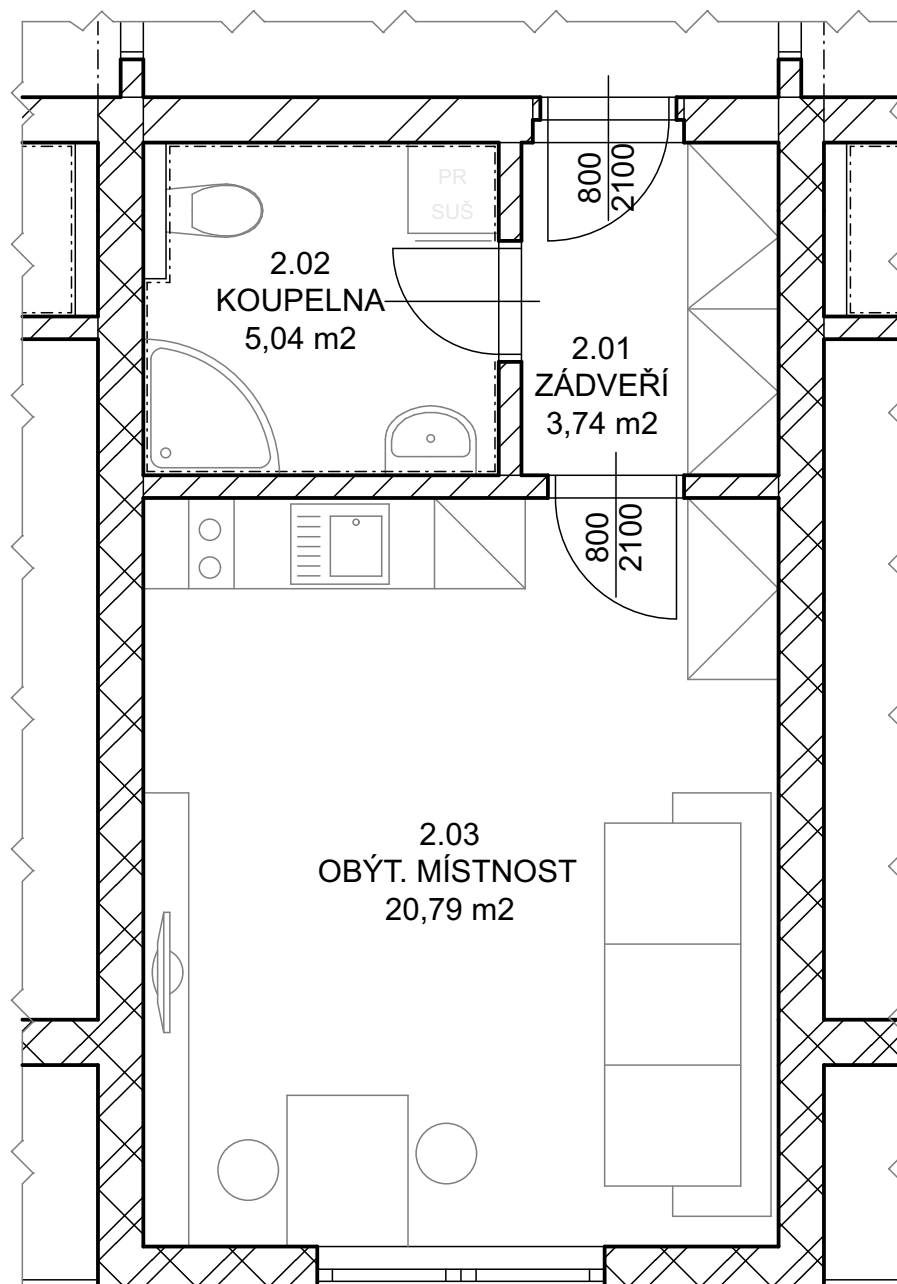 800
2100
PR
SUŠ
2.02
KOUPELNA
5,04 m2
2.01
ZÁDVEŘÍ
3,74 m2
800
2100
2.03
OBÝT. MÍSTNOST
20,79 m2